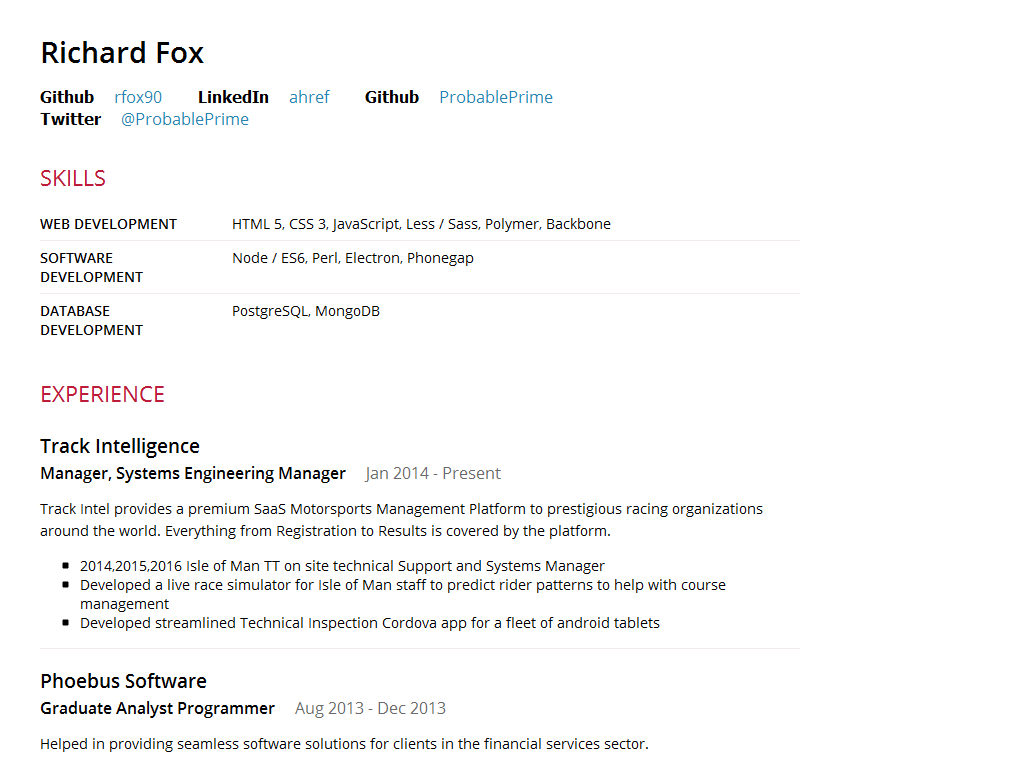 Richard Fox
Github rfox90 LinkedIn ahref Github ProbablePrime
Twitter @ProbablePrime
SKILLS
WEB DEVELOPMENT HTML 5, CSS 3, JavaScript, Less / Sass, Polymer, Backbone
SOFTWARE DEVELOPMENT Node / ES6, Perl, Electron, Phonegap
DATABASE DEVELOPMENT PostgreSQL, MongoDB
EXPERIENCE
Track Intelligence
Manager, Systems Engineering Manager Jan 2014 - Present
Track Intel provides a premium SaaS Motorsports Management Platform to prestigious racing organizations
around the world. Everything from Registration to Results is covered by the platform.
2014,2015,2016 Isle of Man TT on site technical Support and Systems Manager
Developed a live race simulator for Isle of Man staff to predict rider patterns to help with course
management
Developed streamlined Technical Inspection Cordova app for a fleet of android tablets
Phoebus Software
Graduate Analyst Programmer Aug 2013 - Dec 2013
Helped in providing seamless software solutions for clients in the financial services sector.